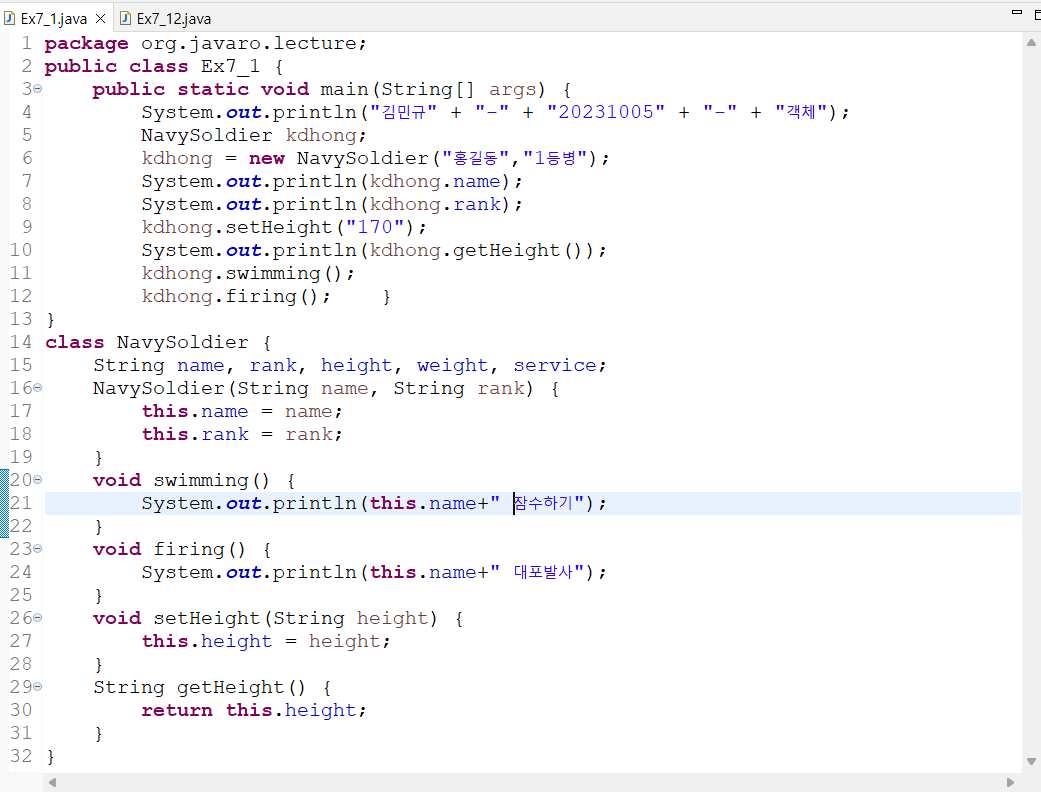 Ex7_1.java Ex7_12.java
1 package org.javaro.lecture;
2 public class Ex7_1 {
3 public static void main(String[] args) {
4 System.out.println("김민규" + "-" + "20231005" + "-" + "객체");
5 NavySoldier kdhong;
6 kdhong = new NavySoldier("홍길동","1등병");
7 System.out.println(kdhong.name);
8 System.out.println(kdhong.rank);
9 kdhong.setHeight("170");
10 System.out.println(kdhong.getHeight());
11 kdhong.swimming();
12 kdhong.firing(); }
13 }
14 class NavySoldier {
15 String name, rank, height, weight, service;
16 NavySoldier(String name, String rank) {
17 this.name = name;
18 this.rank = rank;
19 }
20 void swimming() {
21 System.out.println(this.name+" 잠수하기");
22 }
23 void firing() {
24 System.out.println(this.name+" 대포발사");
25 }
26 void setHeight(String height) {
27 this.height = height;
28 }
29 String getHeight() {
30 return this.height;
31 }
32 }